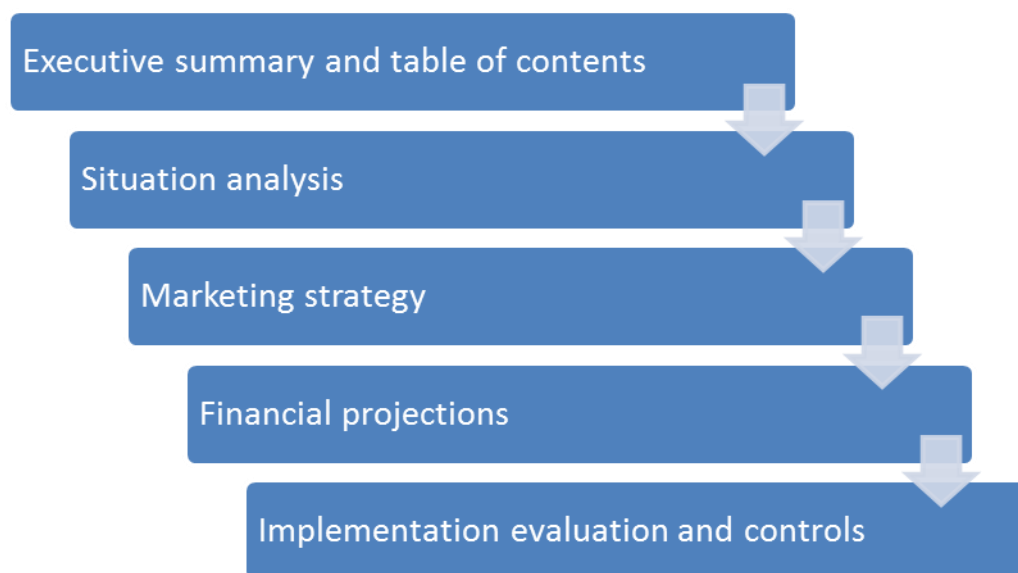 Executive summary and table of contents
Situation analysis
Marketing strategy
Financial projections
Implementation evaluation and controls